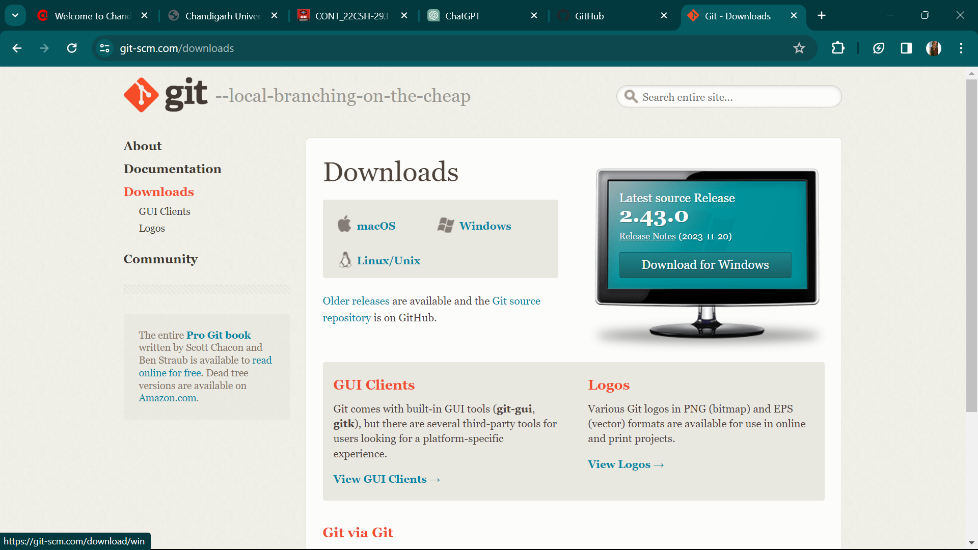 Welcome to Chand
Chandigarh Univer
CONT_22CSH-293.
ChatGPT
GitHub
Git - Downloads
git-scm.com/downloads
git --local-branching-on-the-cheap
Search entire site...
About
Documentation
Downloads
GUI Clients
Logos
Community
The entire Pro Git book
written by Scott Chacon and
Ben Straub is available to read
online for free. Dead tree
versions are available on
Amazon.com.
Downloads
macOS
Windows
Linux/Unix
Older releases are available and the Git source
repository is on GitHub.
Latest source Release
2.43.0
Release Notes (2023-11-20)
Download for Windows
GUI Clients
Git comes with built-in GUI tools (git-gui,
gitk), but there are several third-party tools for
users looking for a platform-specific
experience.
View GUI Clients →
Logos
Various Git logos in PNG (bitmap) and EPS
(vector) formats are available for use in online
and print projects.
View Logos →
Git via Git
https://git-scm.com/download/win